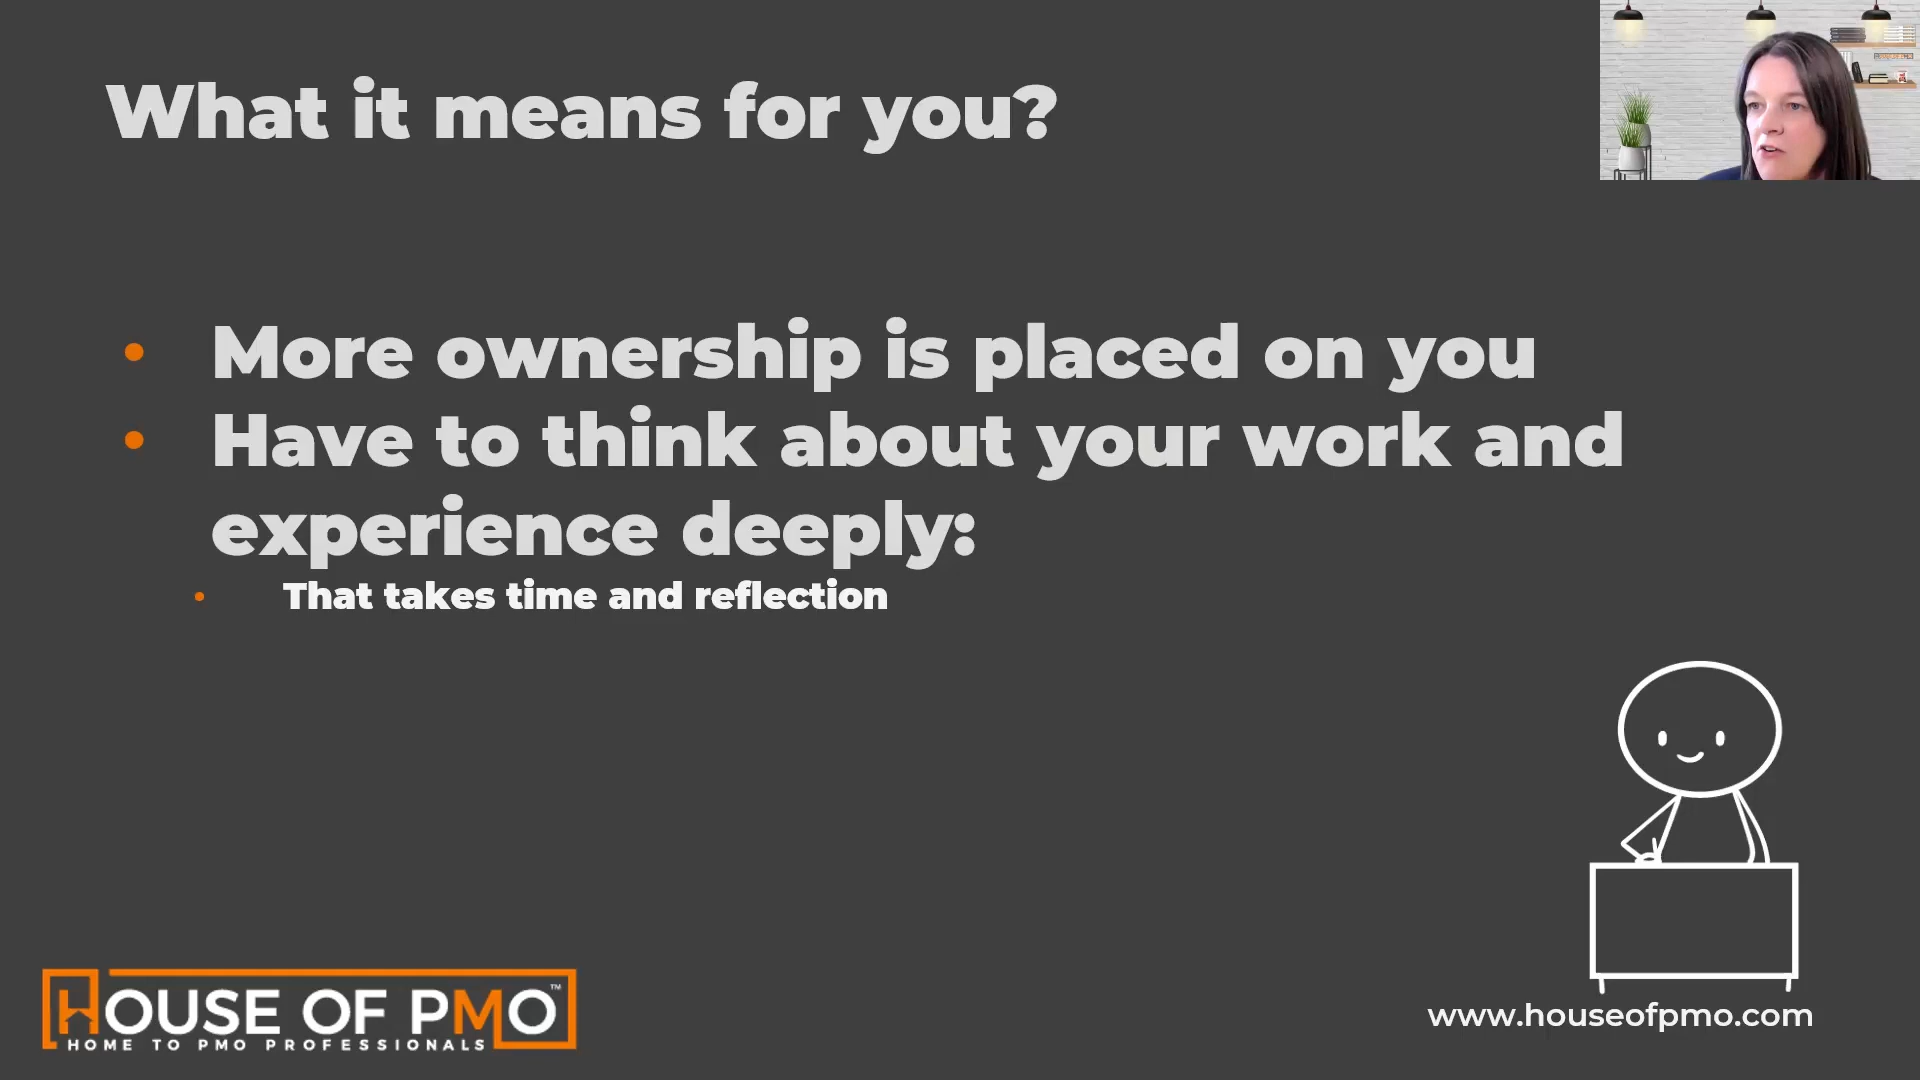 What it means for you?
• More ownership is placed on you
• Have to think about your work and
experience deeply:
• That takes time and reflection
HOUSE OF PMO™
HOME TO PMO PROFESSIONALS
www.houseofpmo.com